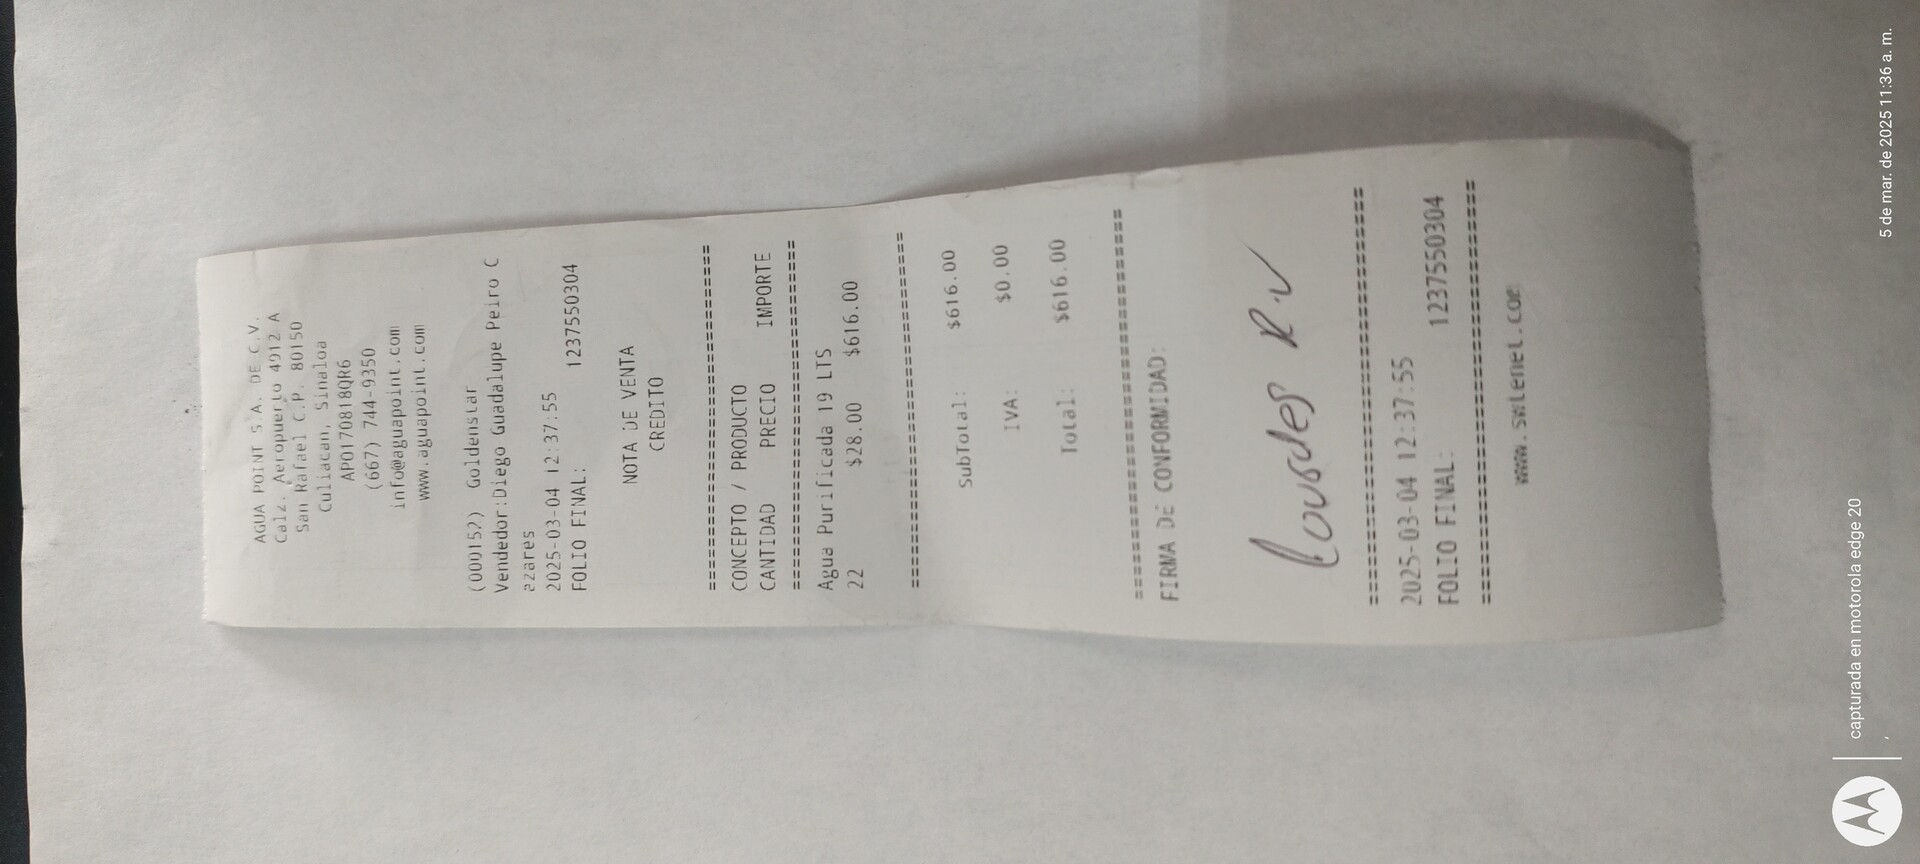 AGUA POINT S.A. DE C.V.
Calz. Aeropuerto 4912 A
San Rafael C.P. 80150
Culiacan, Sinaloa
APO170818QR6
(667) 744-9350
info@aguapoint.com
www.aguapoint.com
(000152) Goldenstar
Vendedor:Diego Guadalupe Peiro C
azares
2025-03-04 12:37:55
FOLIO FINAL: 1237550304
NOTA DE VENTA
CREDITO
================================
CONCEPTO / PRODUCTO
CANTIDAD PRECIO IMPORTE
================================
Agua Purificada 19 LTS
22 $28.00 $616.00
================================
SubTotal: $616.00
IVA: $0.00
Total: $616.00
================================
FIRMA DE CONFORMIDAD:
R.V
================================
2025-03-04 12:37:55
FOLIO FINAL: 1237550304
================================
www.swienet.com
capturada en motorola edge 20
5 de mar. de 2025 11:36 a. m.